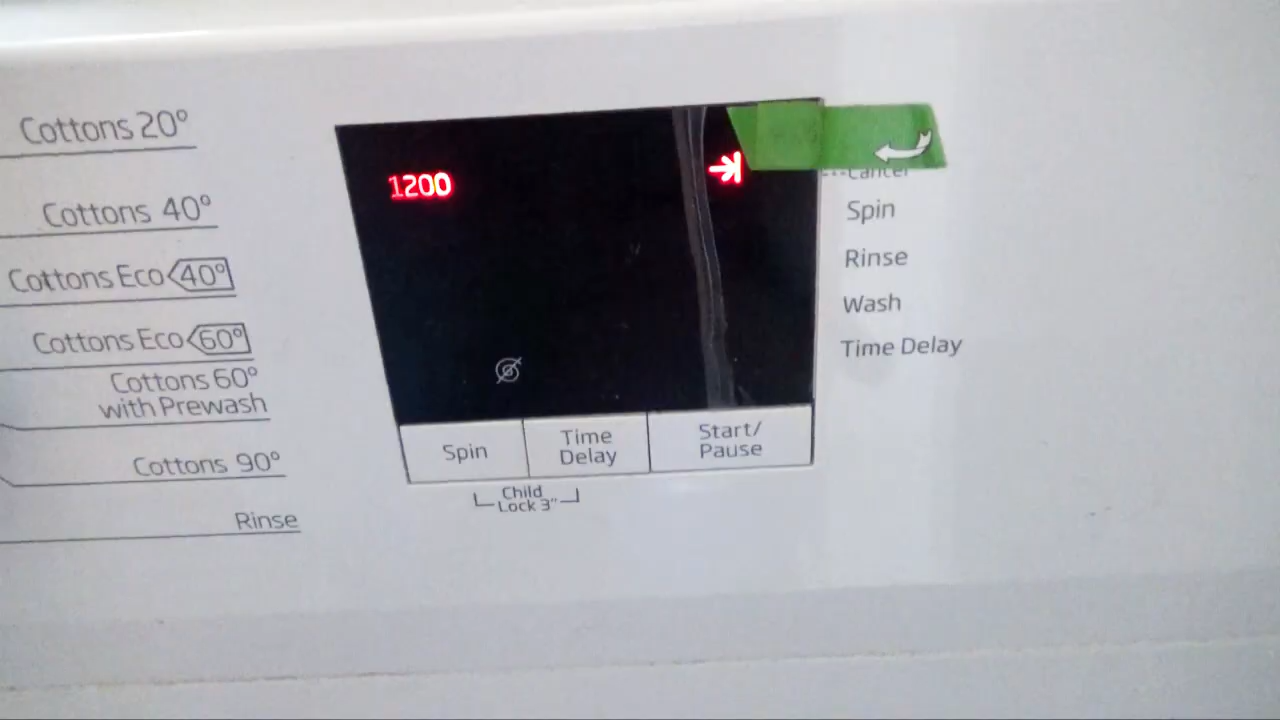 Cottons 20°
Cottons 40°
Cottons Eco 40°
Cottons Eco 60°
Cottons 60°
with Prewash
Cottons 90°
Rinse
1200
Spin
Time
Delay
Start/
Pause
Child
Lock 3"
Cancel
Spin
Rinse
Wash
Time Delay